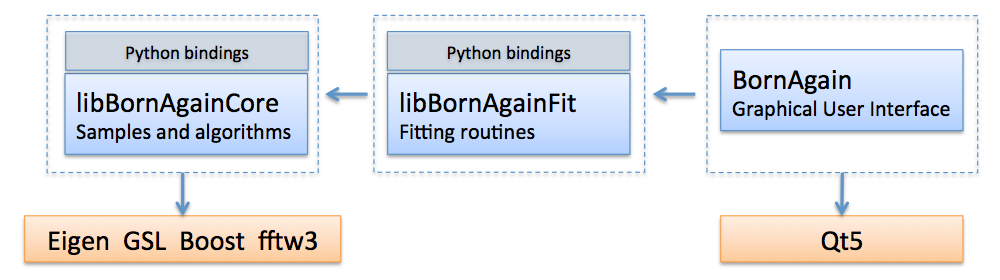 Python bindings
libBornAgainCore
Samples and algorithms
Python bindings
libBornAgainFit
Fitting routines
BornAgain
Graphical User Interface
Eigen GSL Boost fftw3
Qt5